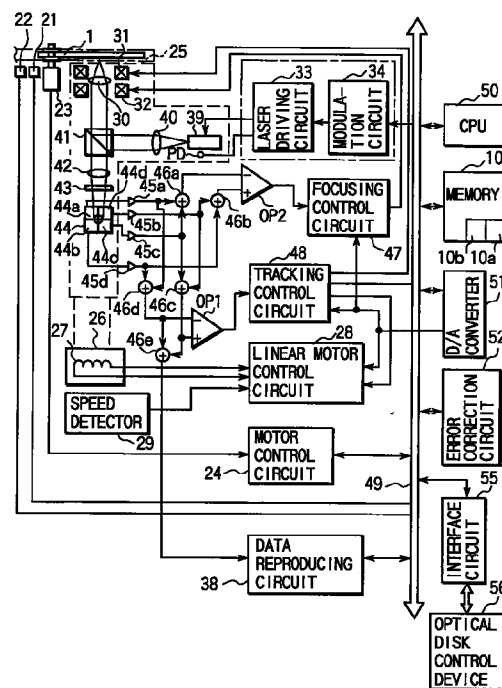 22 21 1 31 25
23 30 32
33 34
LASER DRIVING CIRCUIT
MODULATION CIRCUIT
50
CPU
41 40 39
PD
42
43
44a 44d 45a 46a
44 45b 46b OP2
44b 44c 45c
45d
46d 46c OP1
46e
FOCUSING CONTROL CIRCUIT
47
10
MEMORY
10b 10a
48
TRACKING CONTROL CIRCUIT
51
D/A CONVERTER
52
ERROR CORRECTION CIRCUIT
27 26
28
LINEAR MOTOR CONTROL CIRCUIT
SPEED DETECTOR
29
MOTOR CONTROL CIRCUIT
24
49
55
INTERFACE CIRCUIT
DATA REPRODUCING CIRCUIT
38
56
OPTICAL DISK CONTROL DEVICE